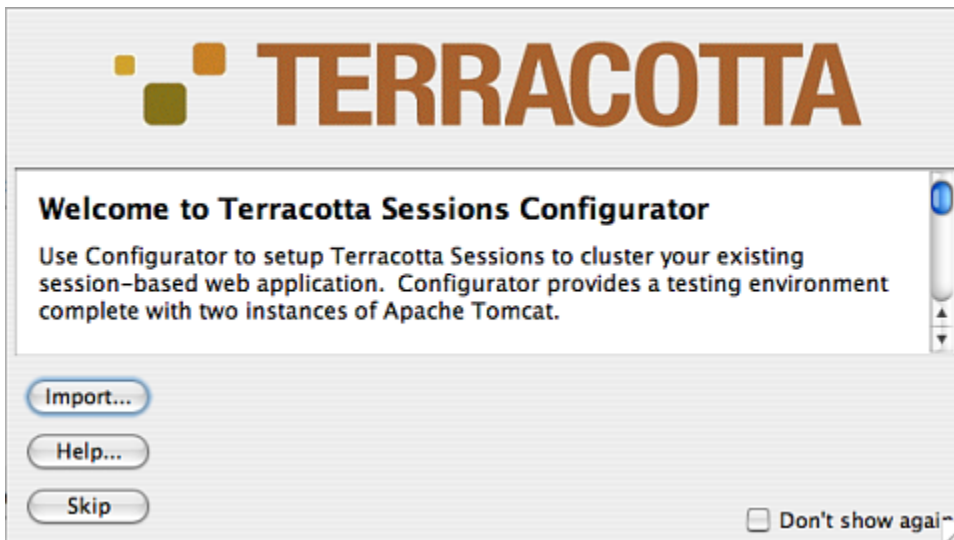 TERRACOTTA
Welcome to Terracotta Sessions Configurator
Use Configurator to setup Terracotta Sessions to cluster your existing
session-based web application.  Configurator provides a testing environment
complete with two instances of Apache Tomcat.
Import...
Help...
Skip
Don't show again